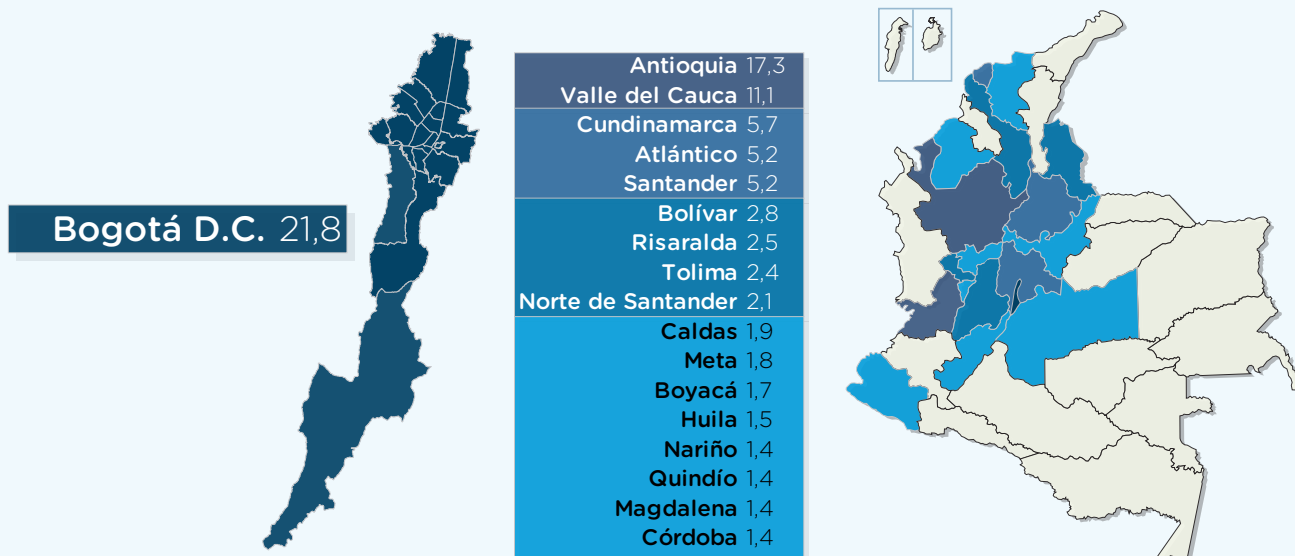 Bogotá D.C. 21,8
Antioquia 17,3
Valle del Cauca 11,1
Cundinamarca 5,7
Atlántico 5,2
Santander 5,2
Bolívar 2,8
Risaralda 2,5
Tolima 2,4
Norte de Santander 2,1
Caldas 1,9
Meta 1,8
Boyacá 1,7
Huila 1,5
Nariño 1,4
Quindío 1,4
Magdalena 1,4
Córdoba 1,4